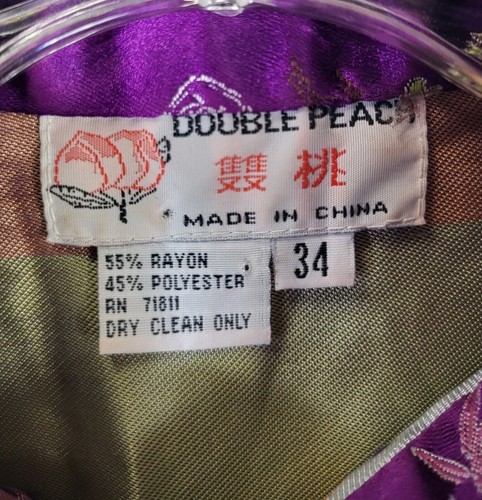 DOUBLE PEACH
雙桃
MADE IN CHINA
55% RAYON
45% POLYESTER
RN 71811
DRY CLEAN ONLY
34